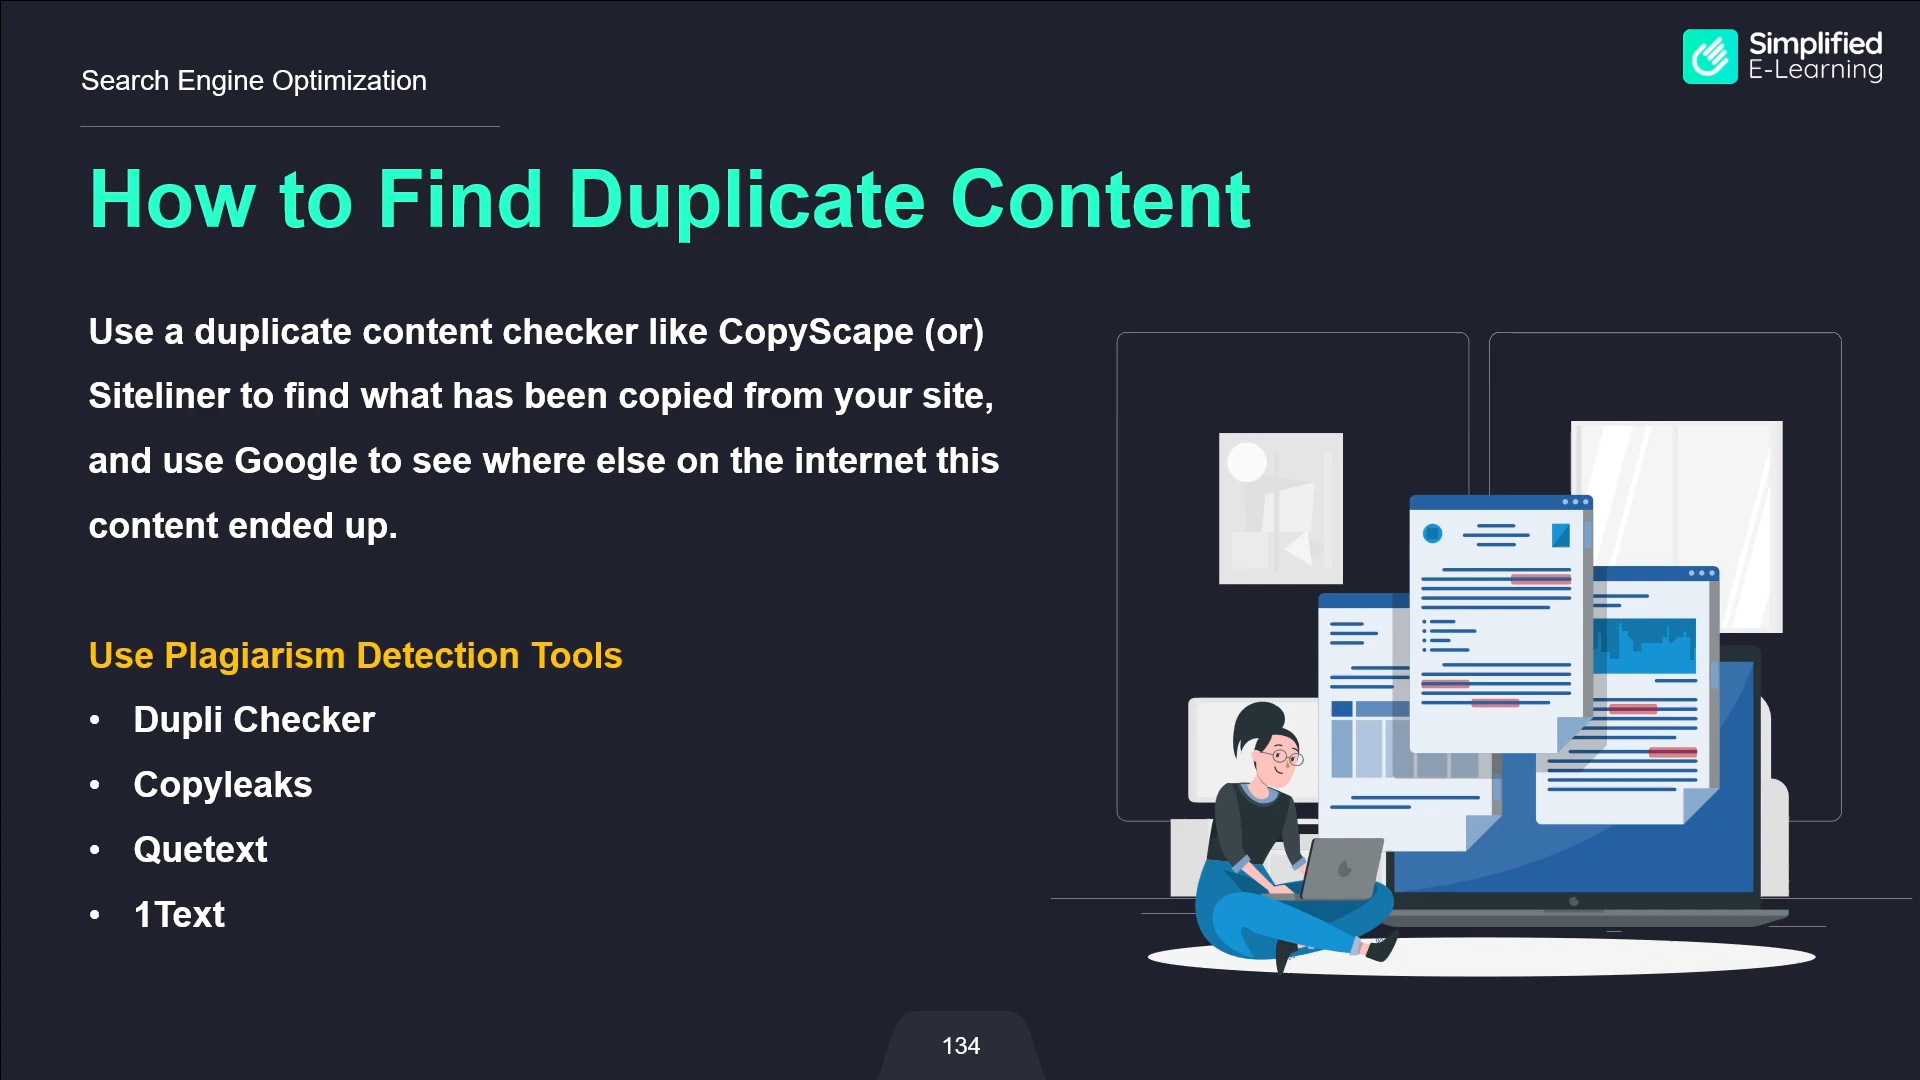 Search Engine Optimization
Simplified
E-Learning
How to Find Duplicate Content
Use a duplicate content checker like CopyScape (or)
Siteliner to find what has been copied from your site,
and use Google to see where else on the internet this
content ended up.
Use Plagiarism Detection Tools
• Dupli Checker
• Copyleaks
• Quetext
• 1Text
134